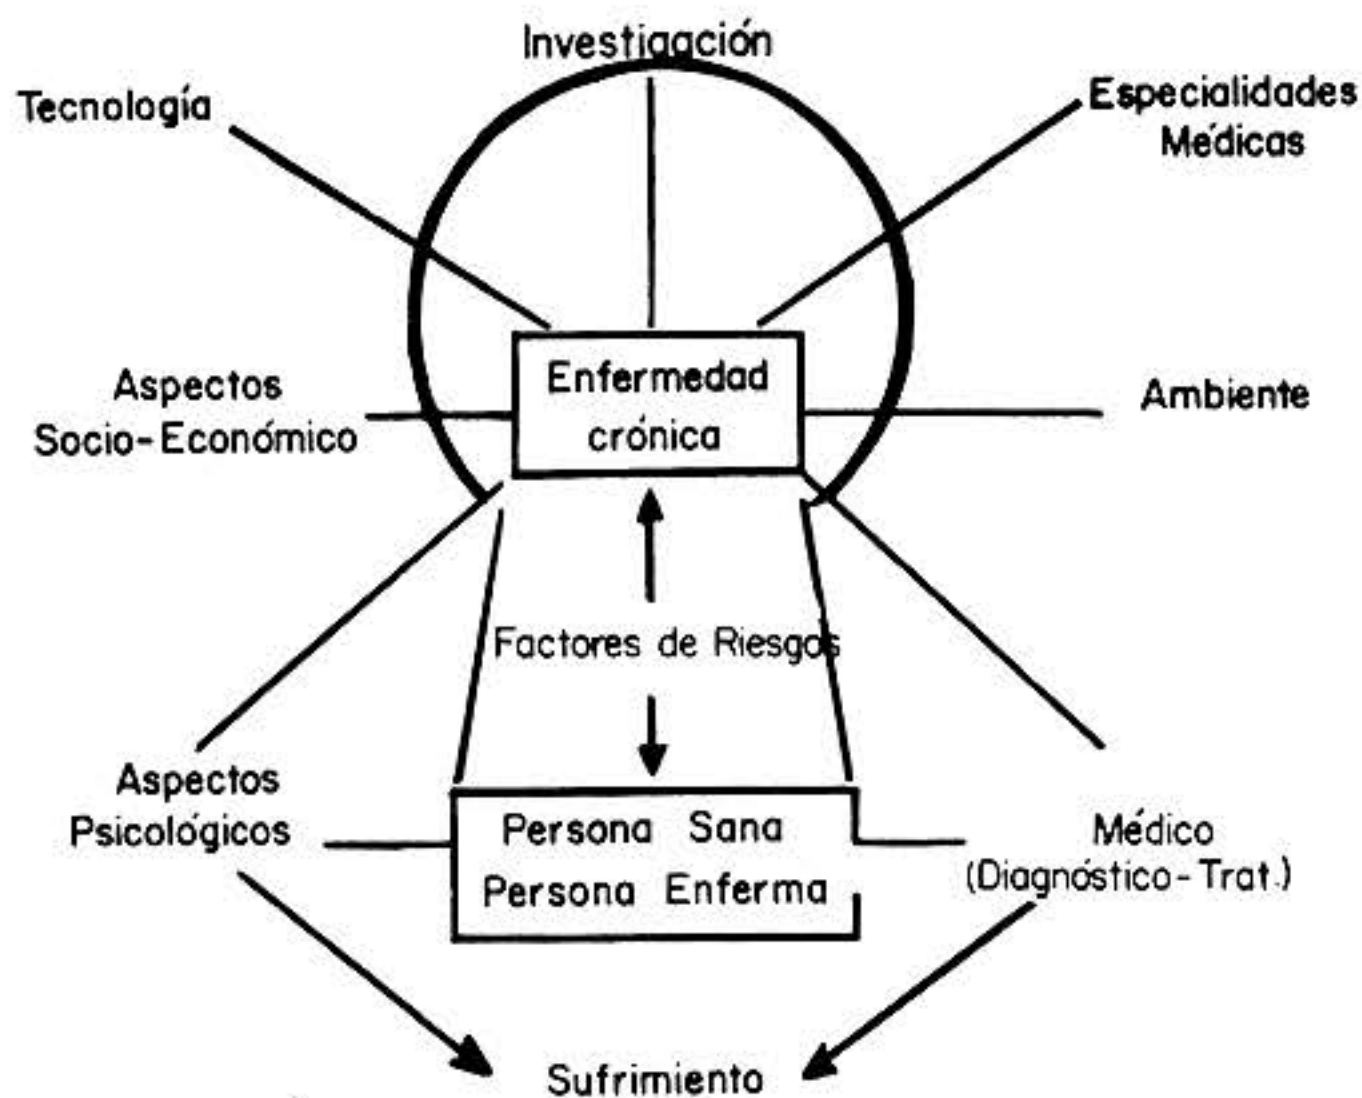 Investigación
Tecnología
Especialidades
Médicas
Enfermedad
crónica
Aspectos
Socio-Económico
Ambiente
Factores de Riesgos
Aspectos
Psicológicos
Persona Sana
Persona Enferma
Médico
(Diagnóstico-Trat.)
Sufrimiento